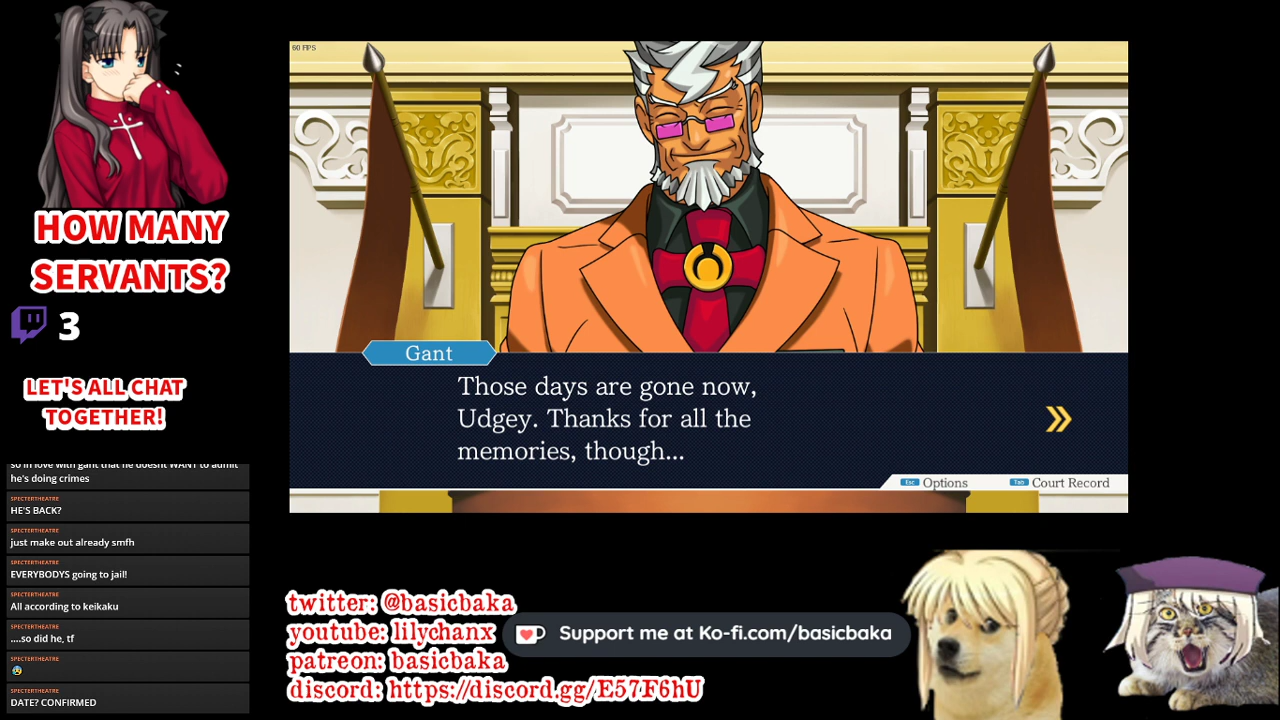 HOW MANY
SERVANTS?
3
LET'S ALL CHAT
TOGETHER!
so in love with gant that he doesnt WANT to admit
he's doing crimes
SPECTERTHEATRE
HE'S BACK?
SPECTERTHEATRE
just make out already smfh
SPECTERTHEATRE
EVERYBODYS going to jail!
SPECTERTHEATRE
All according to keikaku
SPECTERTHEATRE
....so did he, tf
SPECTERTHEATRE
😰
SPECTERTHEATRE
DATE? CONFIRMED
60 FPS
Gant
Those days are gone now,
Udgey. Thanks for all the
memories, though...
Esc Options Tab Court Record
twitter: @basicbaka
youtube: lilychanx
patreon: basicbaka
discord: https://discord.gg/E57F6hU
Support me at Ko-fi.com/basicbaka